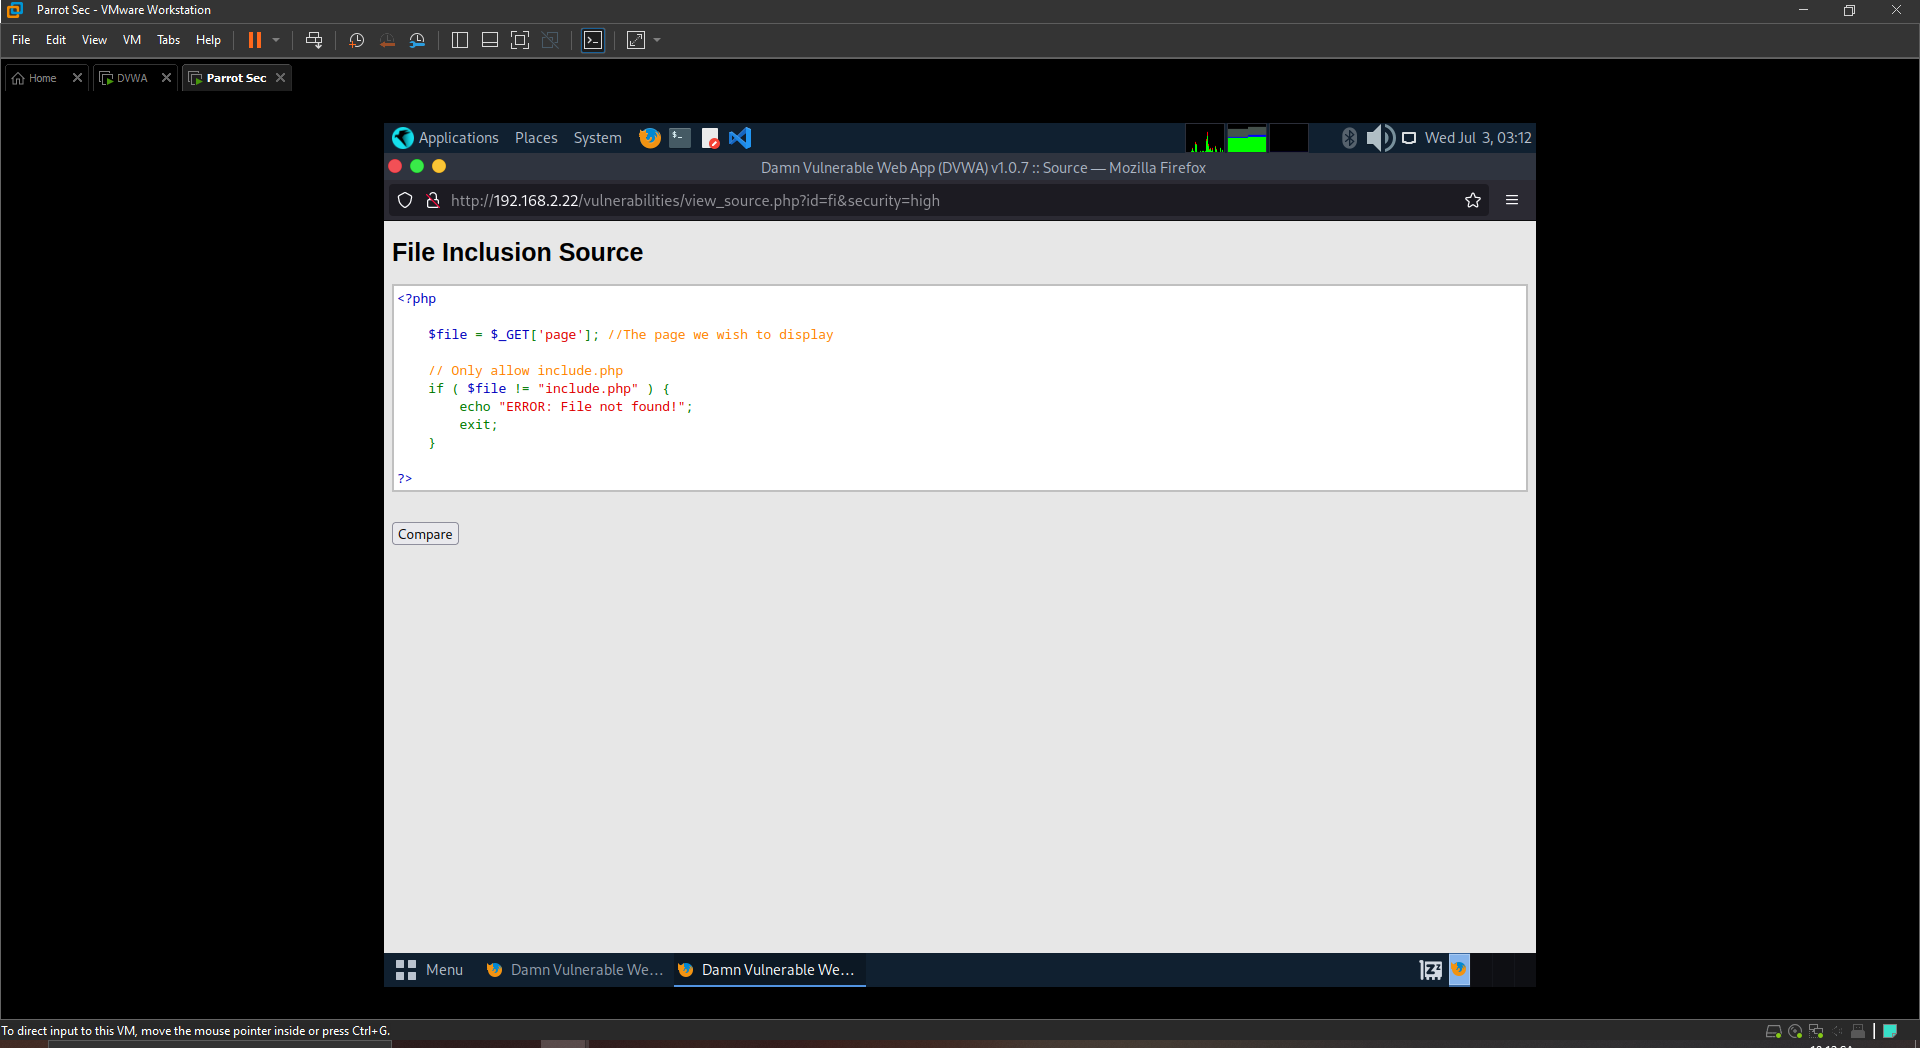 Parrot Sec - VMware Workstation
File Edit View VM Tabs Help
Home DVWA Parrot Sec
Applications Places System Wed Jul 3, 03:12
Damn Vulnerable Web App (DVWA) v1.0.7 :: Source — Mozilla Firefox
http://192.168.2.22/vulnerabilities/view_source.php?id=fi&security=high
File Inclusion Source
<?php
$file = $_GET['page']; //The page we wish to display
// Only allow include.php
if ( $file != "include.php" ) {
echo "ERROR: File not found!";
exit;
}
?>
Compare
Menu Damn Vulnerable We... Damn Vulnerable We...
To direct input to this VM, move the mouse pointer inside or press Ctrl+G.